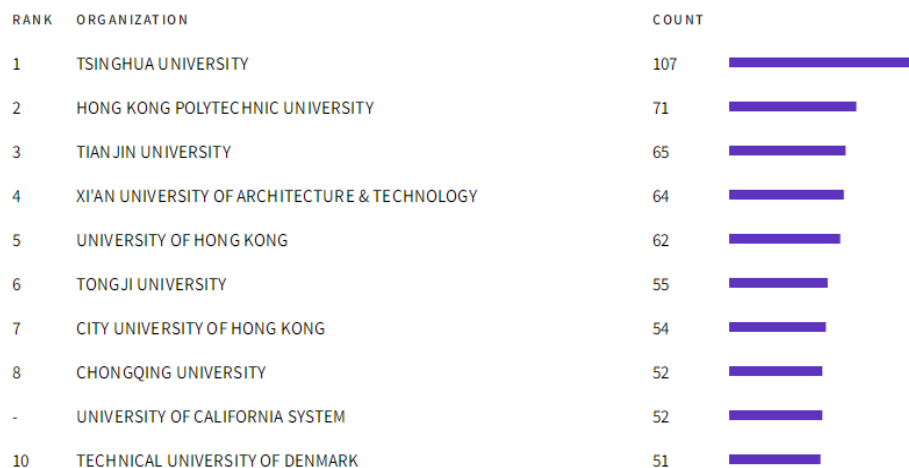 RANK ORGANIZATION COUNT
1 TSINGHUA UNIVERSITY 107
2 HONG KONG POLYTECHNIC UNIVERSITY 71
3 TIANJIN UNIVERSITY 65
4 XI'AN UNIVERSITY OF ARCHITECTURE & TECHNOLOGY 64
5 UNIVERSITY OF HONG KONG 62
6 TONGJI UNIVERSITY 55
7 CITY UNIVERSITY OF HONG KONG 54
8 CHONGQING UNIVERSITY 52
- UNIVERSITY OF CALIFORNIA SYSTEM 52
10 TECHNICAL UNIVERSITY OF DENMARK 51